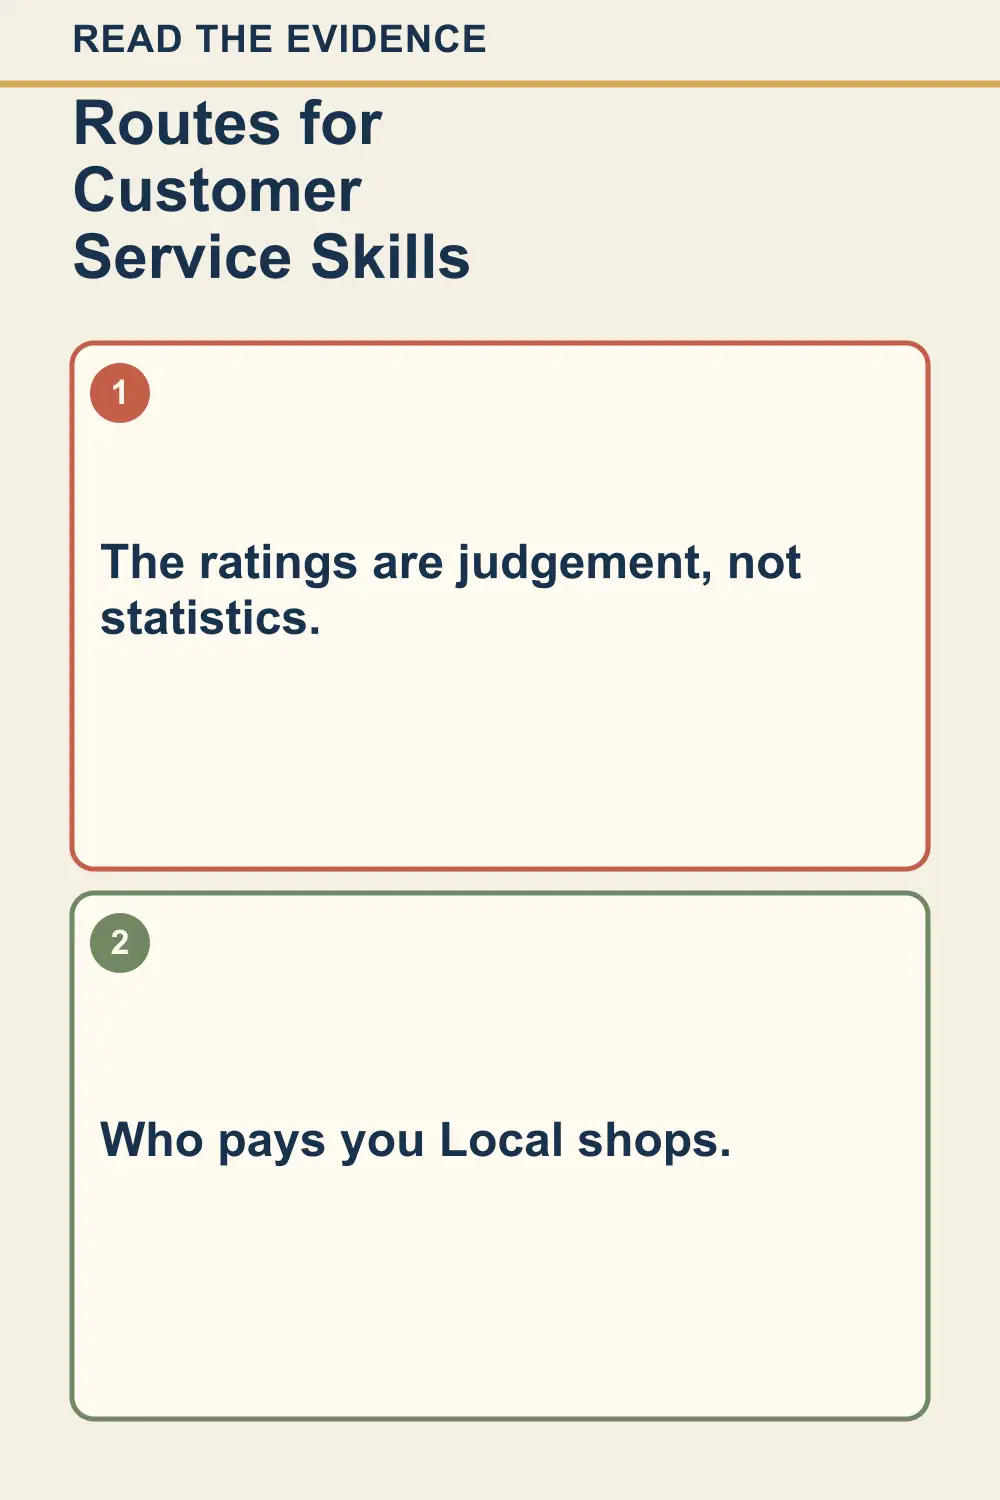 READ THE EVIDENCE
Routes for
Customer
Service Skills
1
The ratings are judgement, not
statistics.
2
Who pays you Local shops.